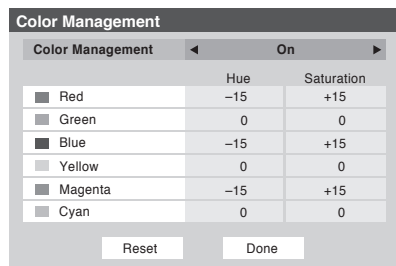 Color Management
Color Management ◀ On ▶
Hue Saturation
Red –15 +15
Green 0 0
Blue –15 +15
Yellow 0 0
Magenta –15 +15
Cyan 0 0
Reset Done